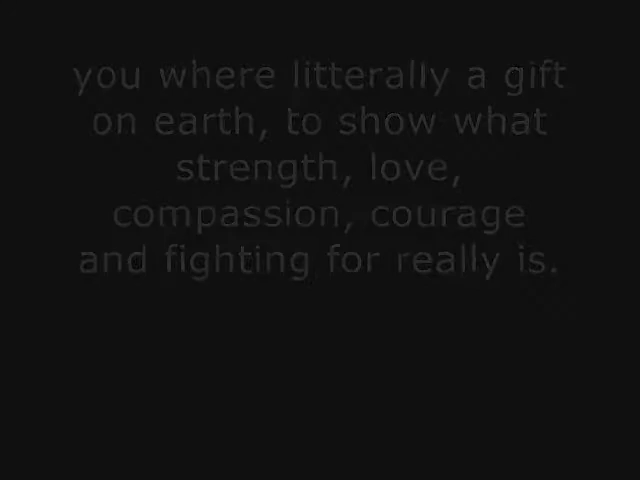 you where litterally a gift
on earth, to show what
strength, love,
compassion, courage
and fighting for really is.